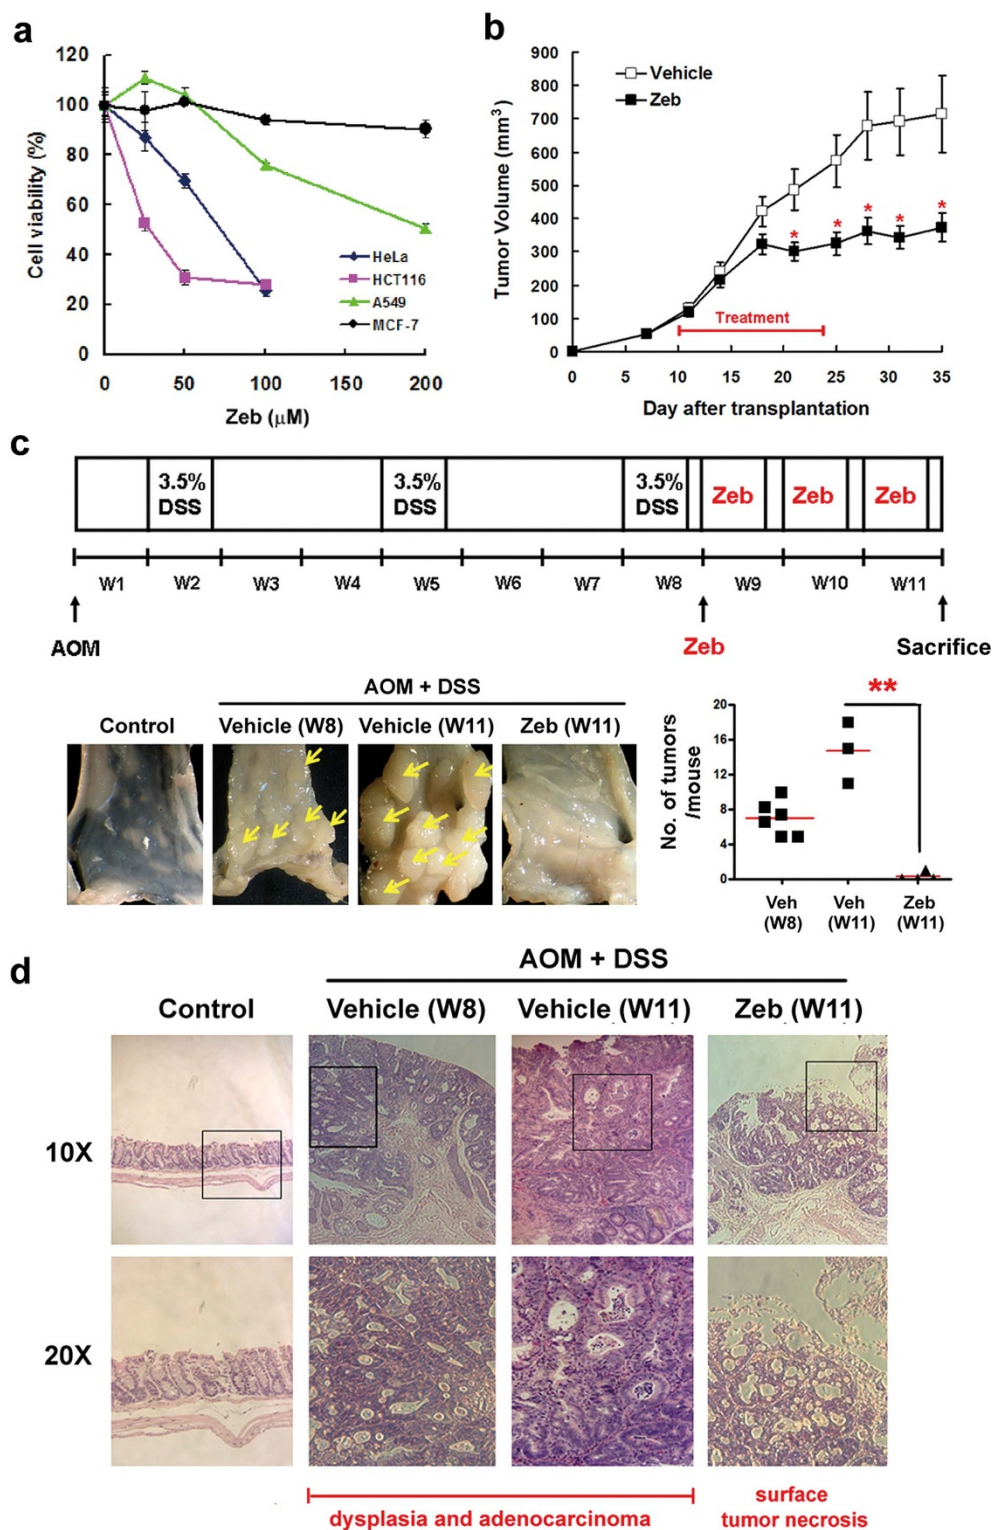 a
120
100
80
60
40
20
0
Cell viability (%)
HeLa
HCT116
A549
MCF-7
0 50 100 150 200
Zeb (μM)
b
900
800
700
600
500
400
300
200
100
0
Tumor Volume (mm³)
Vehicle
Zeb
* * * * *
Treatment
0 5 10 15 20 25 30 35
Day after transplantation
c
3.5% DSS
3.5% DSS
3.5% DSS
Zeb Zeb Zeb
W1 W2 W3 W4 W5 W6 W7 W8 W9 W10 W11
AOM Zeb Sacrifice
AOM + DSS
Control Vehicle (W8) Vehicle (W11) Zeb (W11)
**
20
16
12
8
4
0
No. of tumors
/mouse
Veh Veh Zeb
(W8) (W11) (W11)
d
AOM + DSS
Control Vehicle (W8) Vehicle (W11) Zeb (W11)
10X
20X
dysplasia and adenocarcinoma
surface
tumor necrosis